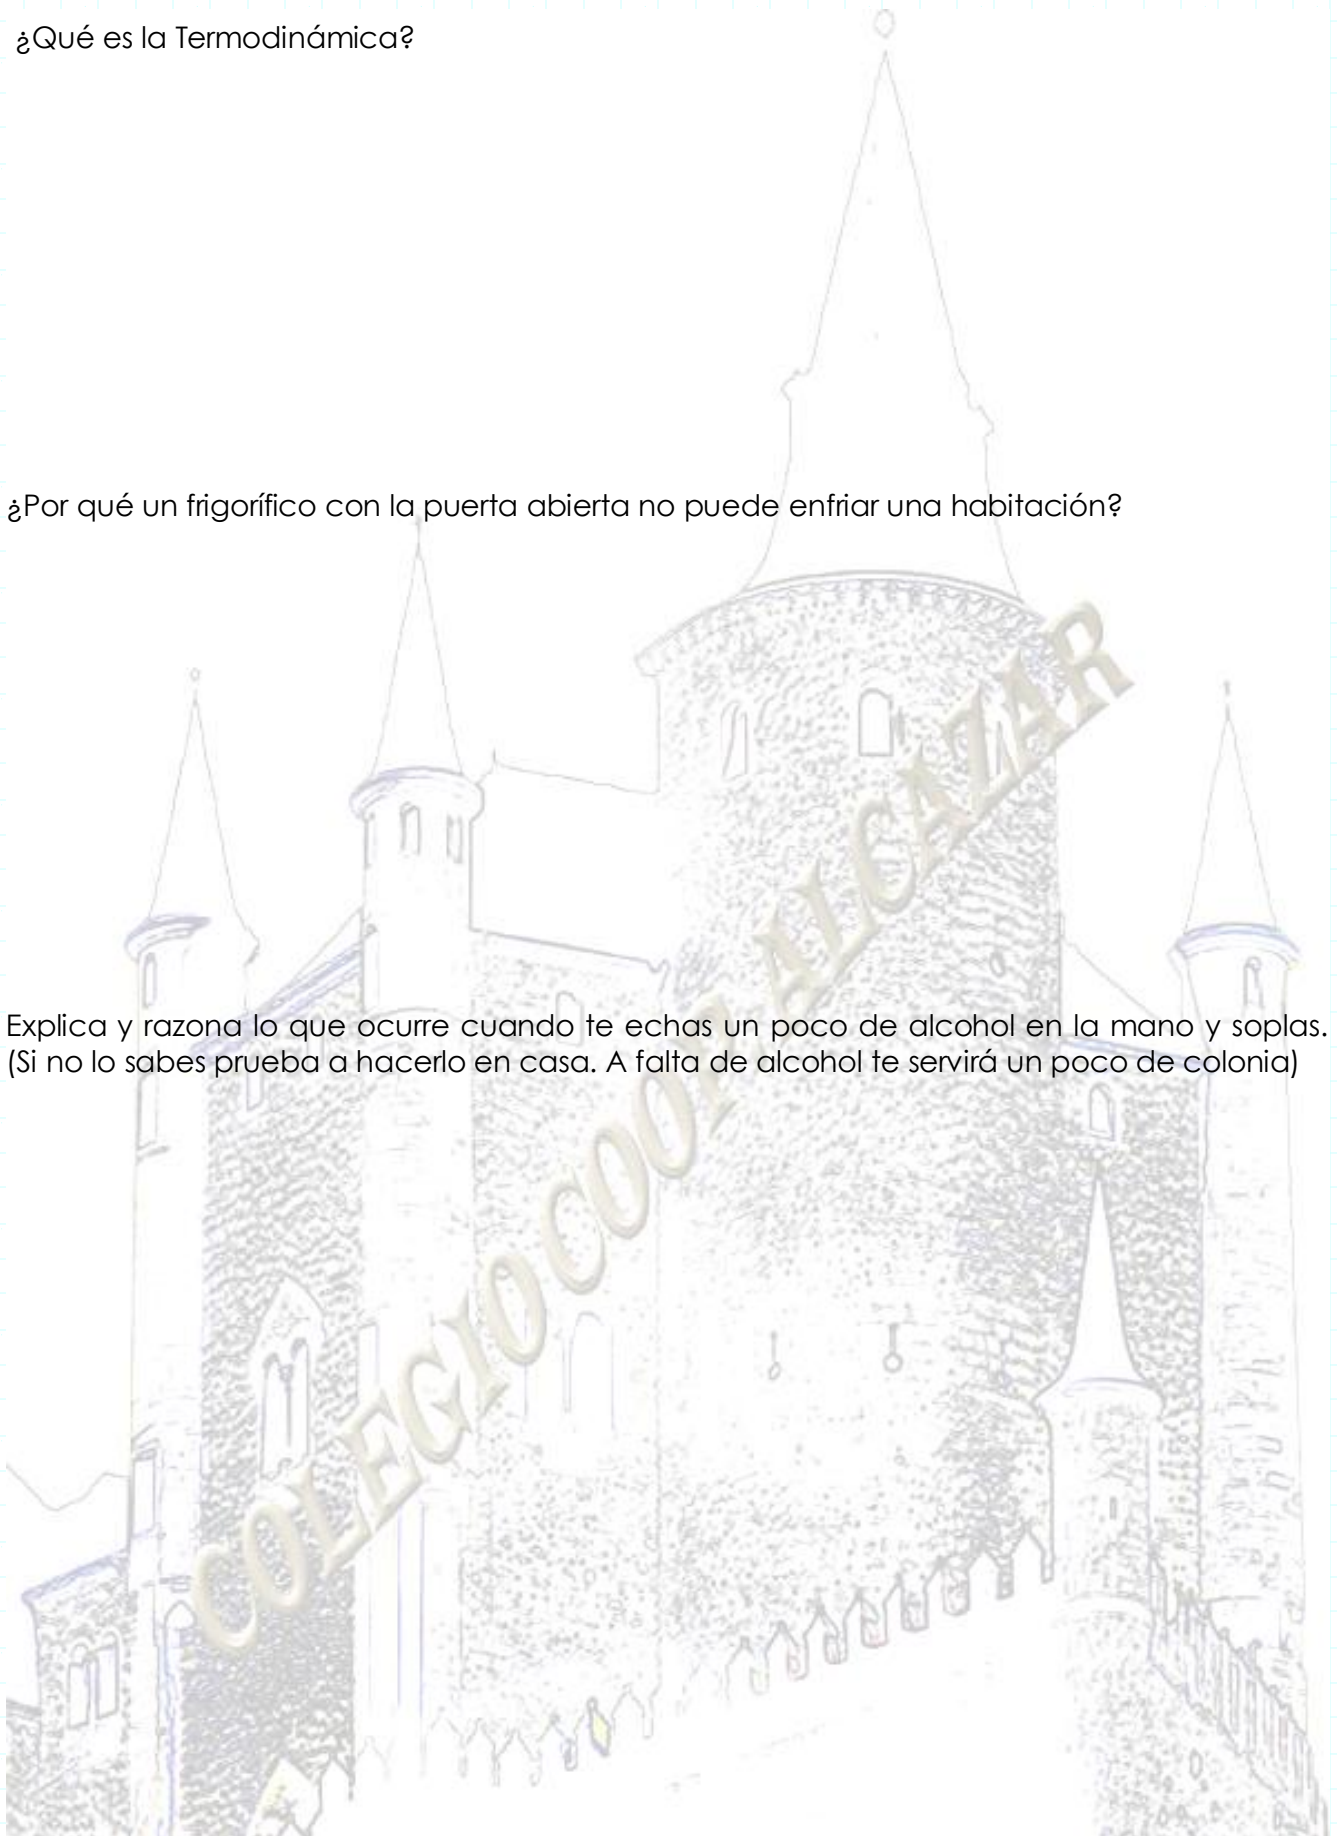 ¿Qué es la Termodinámica?
¿Por qué un frigorífico con la puerta abierta no puede enfriar una habitación?
Explica y razona lo que ocurre cuando te echas un poco de alcohol en la mano y soplas.
(Si no lo sabes prueba a hacerlo en casa. A falta de alcohol te servirá un poco de colonia)
COLEGIO COOP. ALCAZAR